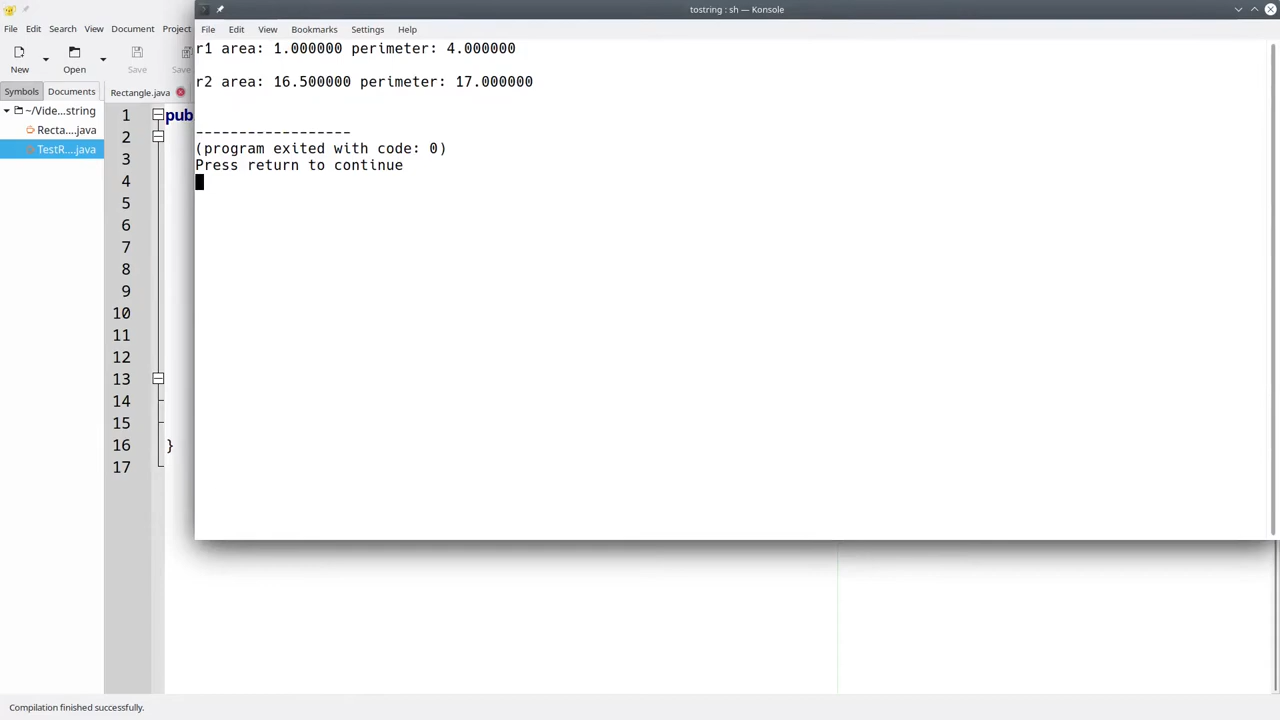 tostring : sh — Konsole
File Edit Search View Document Project
File Edit View Bookmarks Settings Help
New Open Save Save
Symbols Documents
Rectangle.java
~/Vide...string
Recta....java
TestR....java
r1 area: 1.000000 perimeter: 4.000000
r2 area: 16.500000 perimeter: 17.000000
------------------
(program exited with code: 0)
Press return to continue
1 pub
2
3
4
5
6
7
8
9
10
11
12
13
14
15
16 }
17
Compilation finished successfully.